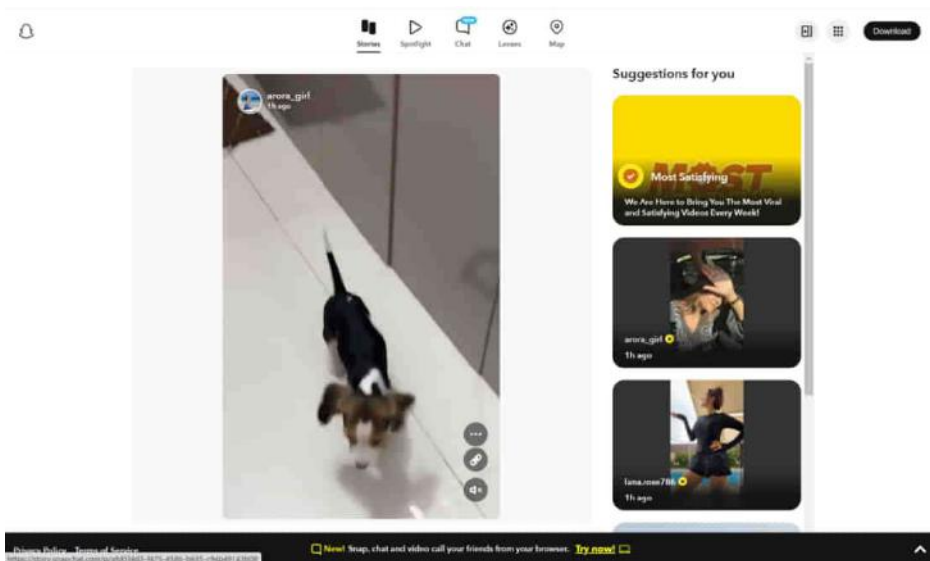 Stories
Spotlight
New
Chat
Lenses
Map
Download
arora_girl
1h ago
Suggestions for you
MOST
Most Satisfying
We Are Here to Bring You The Most Viral
and Satisfying Videos Every Week!
arora_girl
1h ago
lana.rose786
1h ago
Privacy Policy Terms of Service
New! Snap, chat and video call your friends from your browser. Try now!